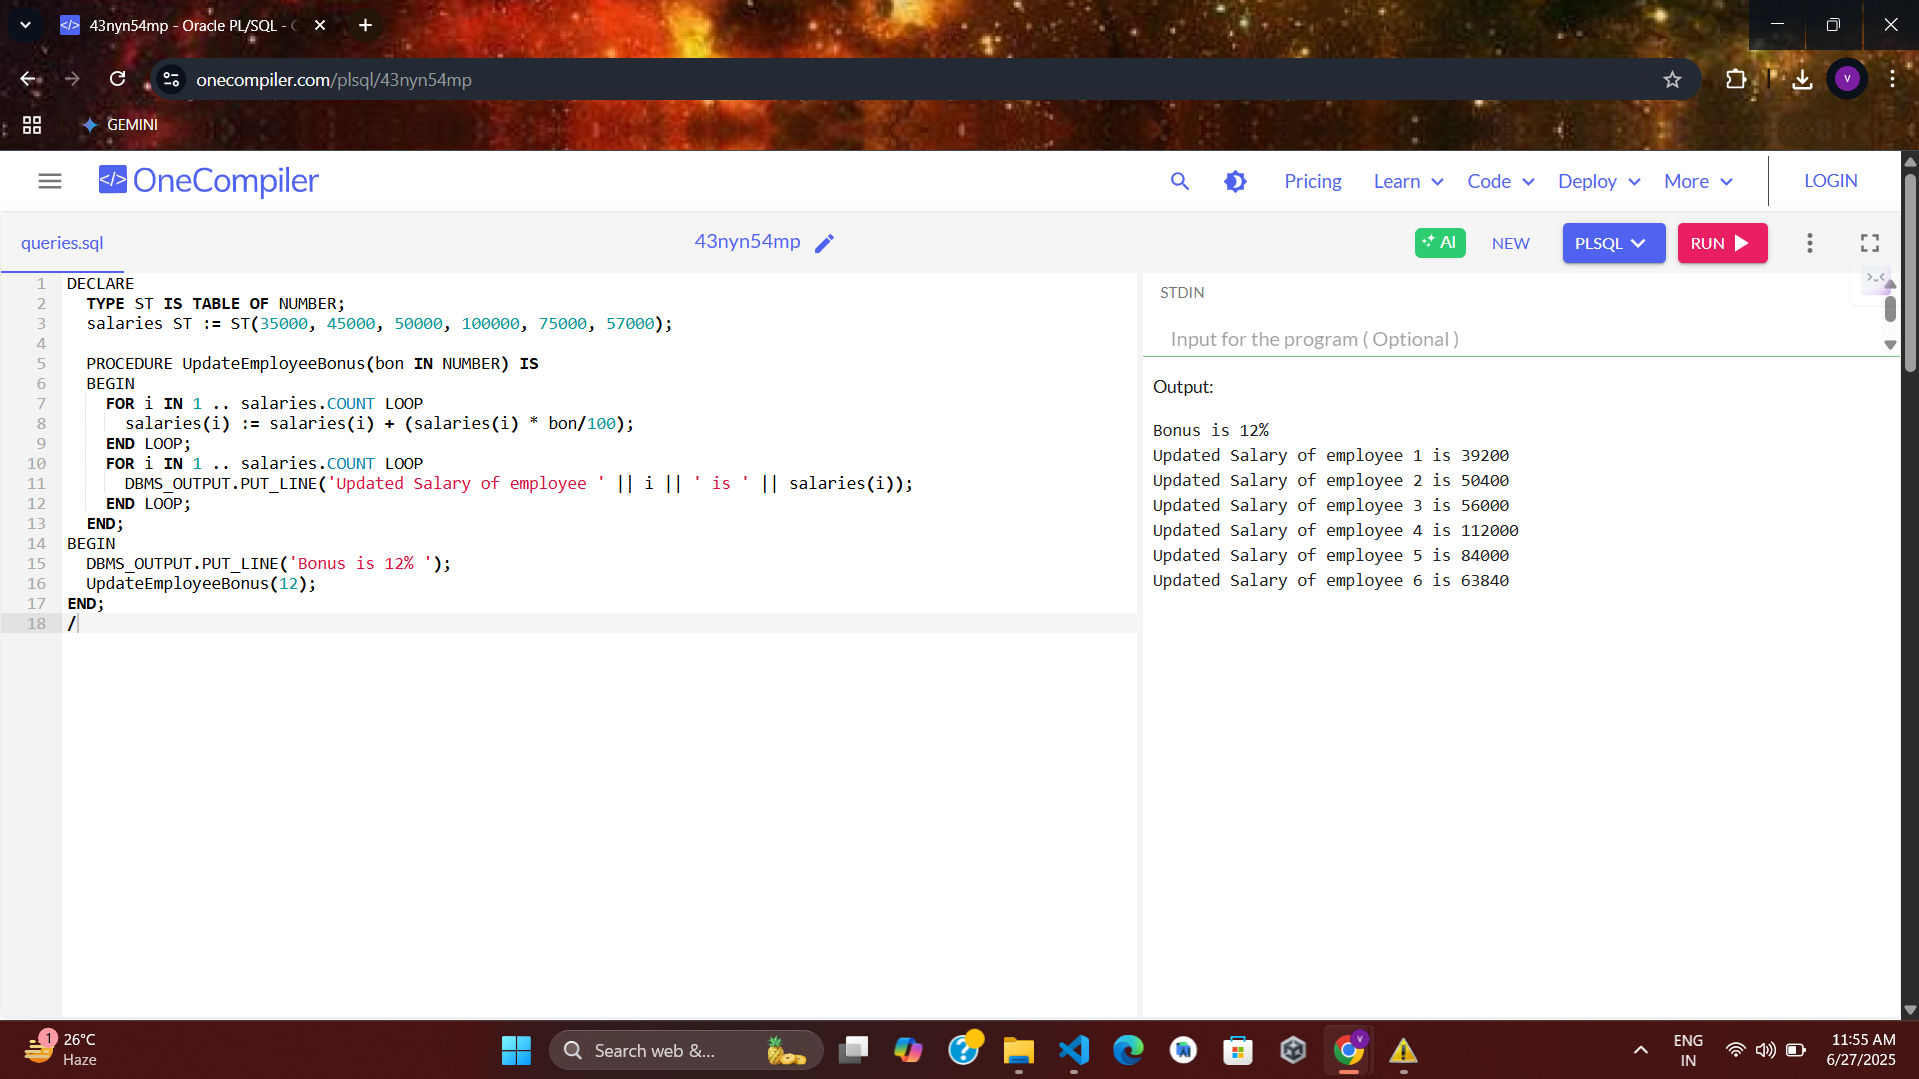 43nyn54mp - Oracle PL/SQL -
onecompiler.com/plsql/43nyn54mp
V
GEMINI
</> OneCompiler
Pricing
Learn
Code
Deploy
More
LOGIN
queries.sql
43nyn54mp
AI
NEW
PLSQL
RUN
1 DECLARE
2 TYPE ST IS TABLE OF NUMBER;
3 salaries ST := ST(35000, 45000, 50000, 100000, 75000, 57000);
4
5 PROCEDURE UpdateEmployeeBonus(bon IN NUMBER) IS
6 BEGIN
7 FOR i IN 1 .. salaries.COUNT LOOP
8 salaries(i) := salaries(i) + (salaries(i) * bon/100);
9 END LOOP;
10 FOR i IN 1 .. salaries.COUNT LOOP
11 DBMS_OUTPUT.PUT_LINE('Updated Salary of employee ' || i || ' is ' || salaries(i));
12 END LOOP;
13 END;
14 BEGIN
15 DBMS_OUTPUT.PUT_LINE('Bonus is 12% ');
16 UpdateEmployeeBonus(12);
17 END;
18 /
STDIN
Input for the program ( Optional )
Output:
Bonus is 12%
Updated Salary of employee 1 is 39200
Updated Salary of employee 2 is 50400
Updated Salary of employee 3 is 56000
Updated Salary of employee 4 is 112000
Updated Salary of employee 5 is 84000
Updated Salary of employee 6 is 63840
1
26°C
Haze
Search web &...
ENG
IN
11:55 AM
6/27/2025